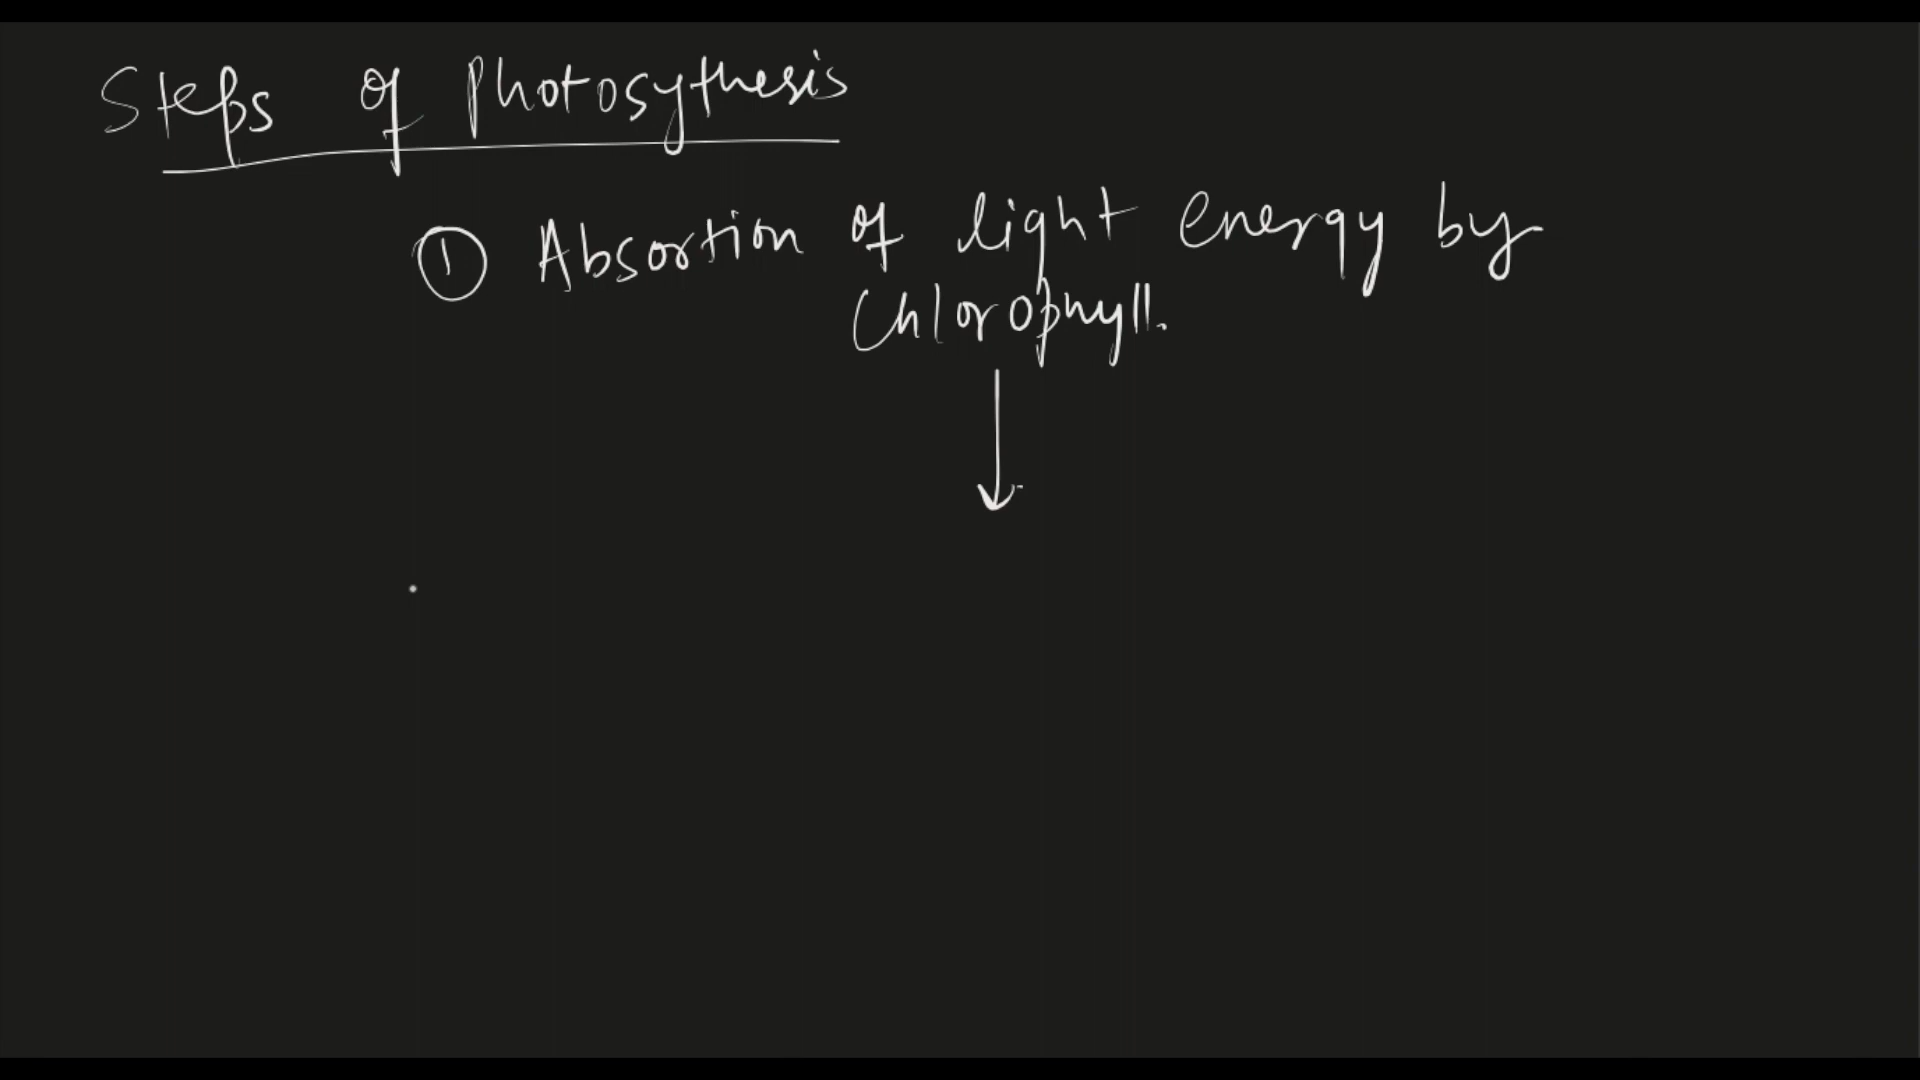 Steps of Photosythesis
① Absortion of light energy by
Chlorophyll.